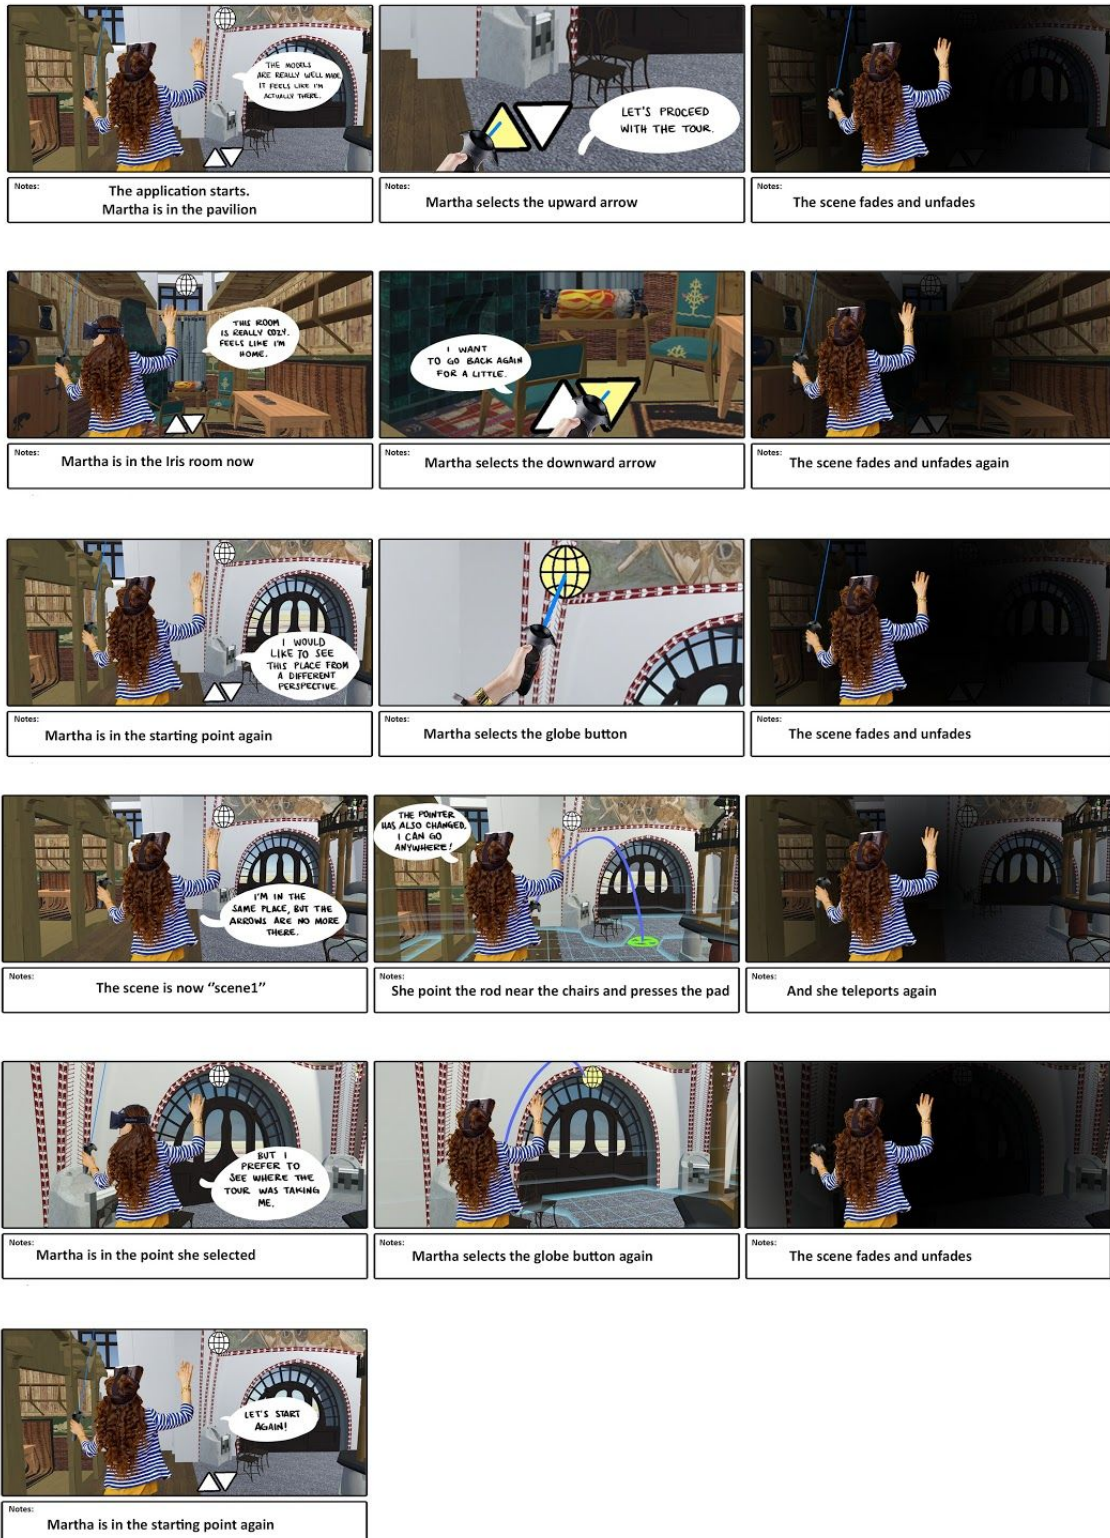 THE MODELS
ARE REALLY WELL MADE.
IT FEELS LIKE I'M
ACTUALLY THERE.
Notes:
The application starts.
Martha is in the pavilion
LET'S PROCEED
WITH THE TOUR.
Notes:
Martha selects the upward arrow
Notes:
The scene fades and unfades
THIS ROOM
IS REALLY COZY.
FEELS LIKE I'M
HOME.
Notes:
Martha is in the Iris room now
I WANT
TO GO BACK AGAIN
FOR A LITTLE.
Notes:
Martha selects the downward arrow
Notes:
The scene fades and unfades again
I WOULD
LIKE TO SEE
THIS PLACE FROM
A DIFFERENT
PERSPECTIVE.
Notes:
Martha is in the starting point again
Notes:
Martha selects the globe button
Notes:
The scene fades and unfades
I'M IN THE
SAME PLACE, BUT THE
ARROWS ARE NO MORE
THERE.
Notes:
The scene is now "scene1"
THE POINTER
HAS ALSO CHANGED,
I CAN GO
ANYWHERE!
Notes:
She point the rod near the chairs and presses the pad
Notes:
And she teleports again
BUT I
PREFER TO
SEE WHERE THE
TOUR WAS TAKING
ME.
Notes:
Martha is in the point she selected
Notes:
Martha selects the globe button again
Notes:
The scene fades and unfades
LET'S START
AGAIN!
Notes:
Martha is in the starting point again